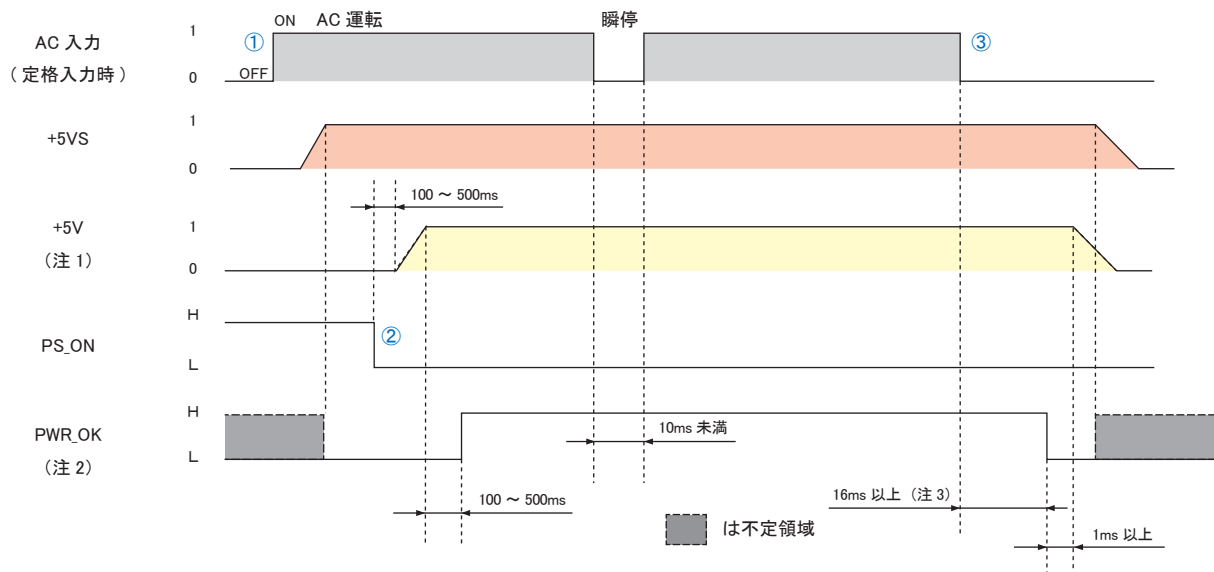 ON AC 運転 瞬停
AC 入力
( 定格入力時 )
1
①
③
0
OFF
+5VS
1
0
100 ～ 500ms
+5V
(注 1)
1
0
PS_ON
H
②
L
PWR_OK
(注 2)
H
L
10ms 未満
100 ～ 500ms
16ms 以上 (注 3)
は不定領域
1ms 以上